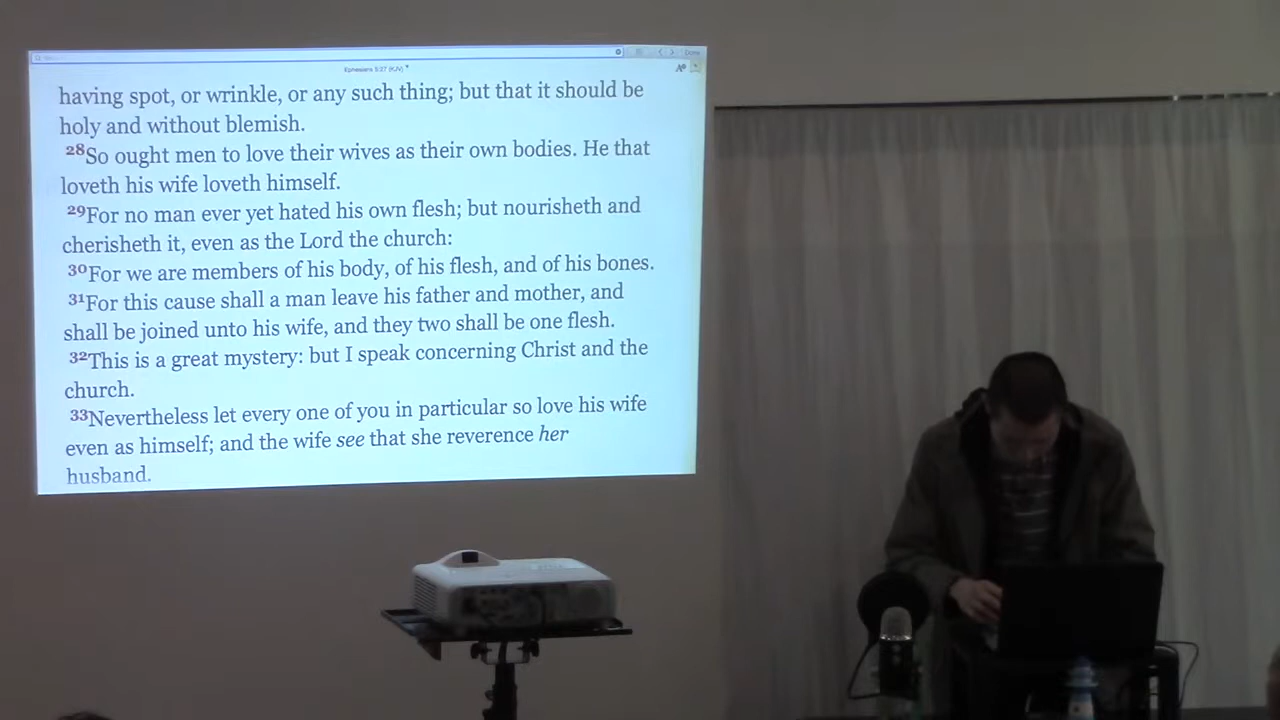 Ephesians 5:27 (KJV)
Done
having spot, or wrinkle, or any such thing; but that it should be
holy and without blemish.
28So ought men to love their wives as their own bodies. He that
loveth his wife loveth himself.
29For no man ever yet hated his own flesh; but nourisheth and
cherisheth it, even as the Lord the church:
30For we are members of his body, of his flesh, and of his bones.
31For this cause shall a man leave his father and mother, and
shall be joined unto his wife, and they two shall be one flesh.
32This is a great mystery: but I speak concerning Christ and the
church.
33Nevertheless let every one of you in particular so love his wife
even as himself; and the wife see that she reverence her
husband.